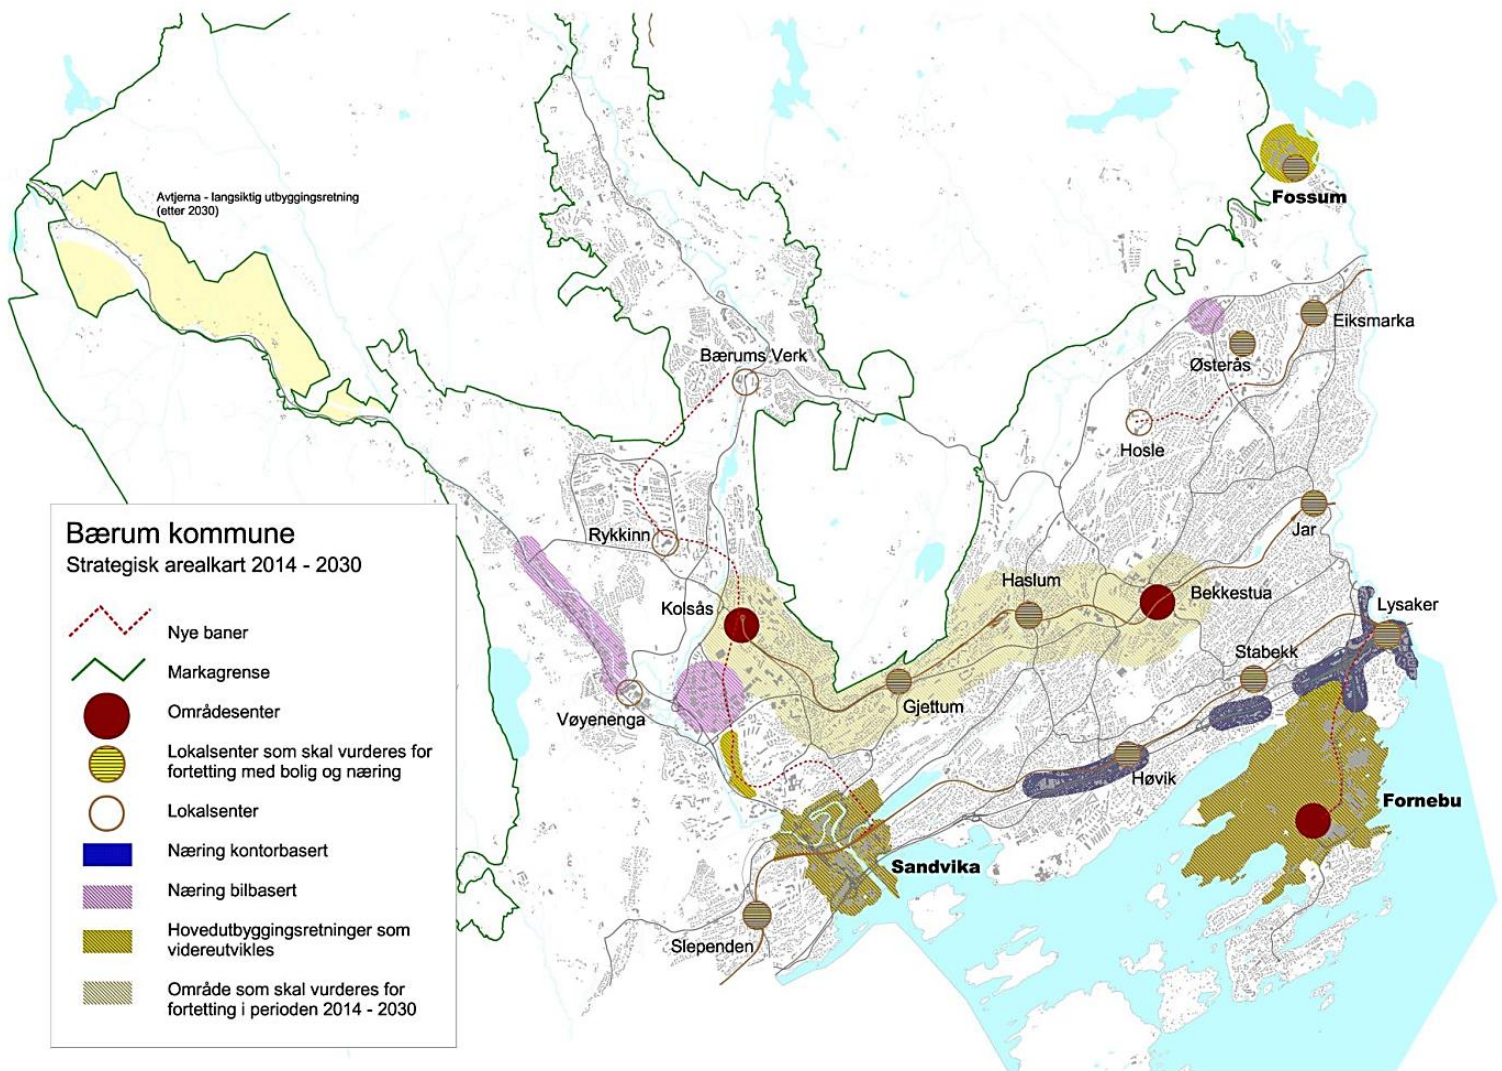 Avtjerna - langsiktig utbyggingsretning
(etter 2030)
Fossum
Eiksmarka
Østerås
Bærums Verk
Hosle
Rykkinn
Jar
Haslum
Bekkestua
Kolsås
Lysaker
Stabekk
Gjettum
Vøyenenga
Høvik
Fornebu
Sandvika
Slependen
Bærum kommune
Strategisk arealkart 2014 - 2030
Nye baner
Markagrense
Områdesenter
Lokalsenter som skal vurderes for
fortetting med bolig og næring
Lokalsenter
Næring kontorbasert
Næring bilbasert
Hovedutbyggingsretninger som
videreutvikles
Område som skal vurderes for
fortetting i perioden 2014 - 2030